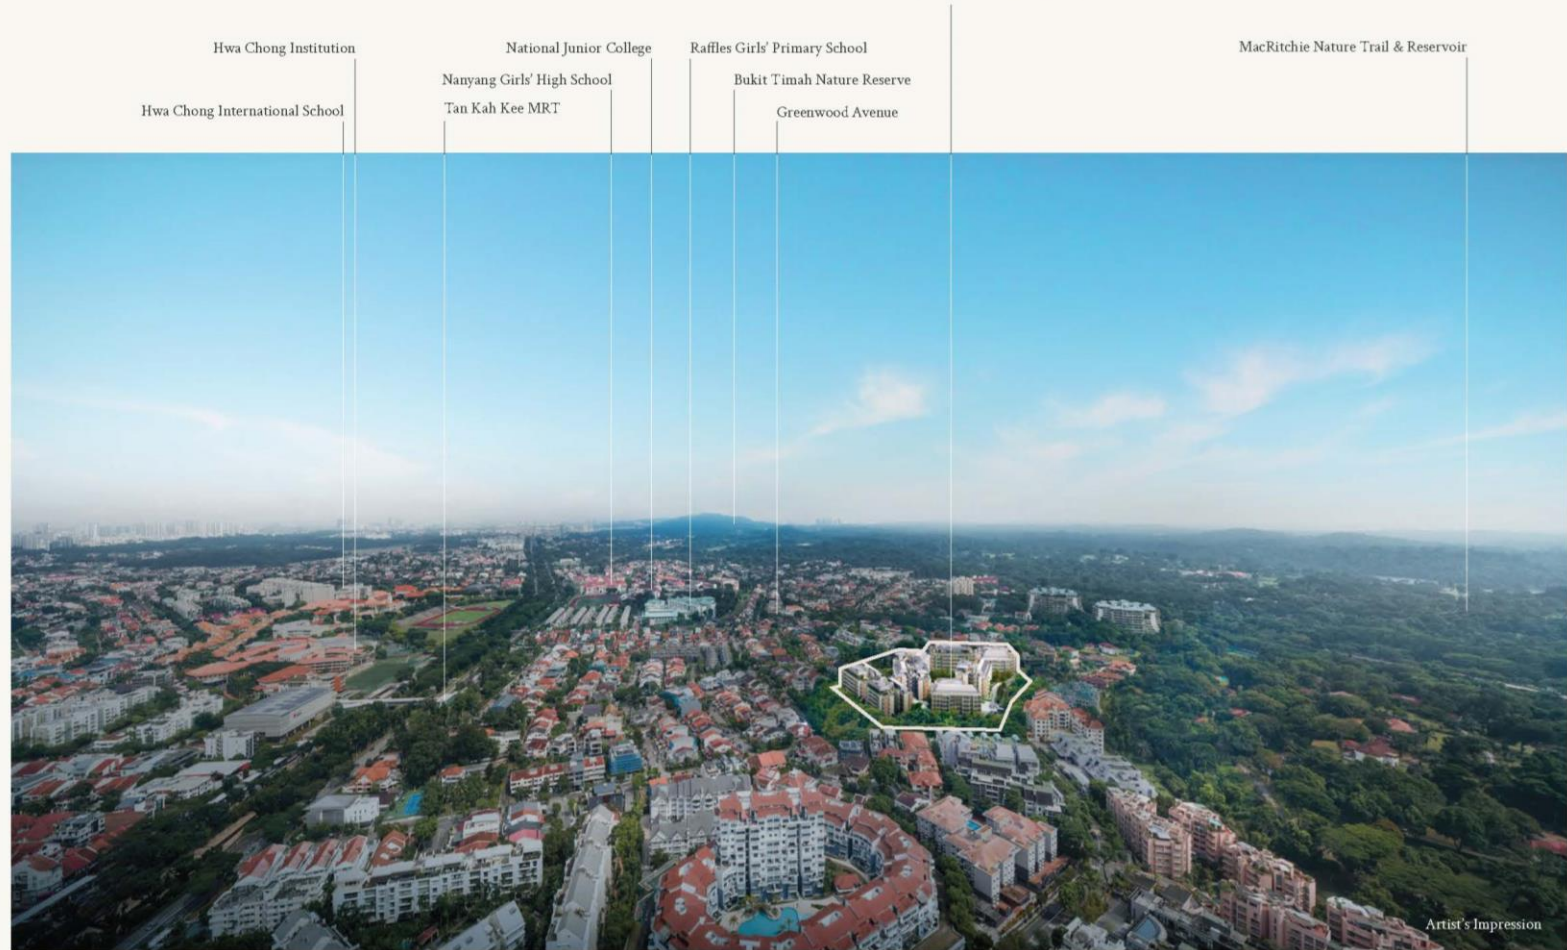 Hwa Chong Institution
National Junior College
Raffles Girls' Primary School
MacRitchie Nature Trail & Reservoir
Nanyang Girls' High School
Bukit Timah Nature Reserve
Hwa Chong International School
Tan Kah Kee MRT
Greenwood Avenue
Artist's Impression